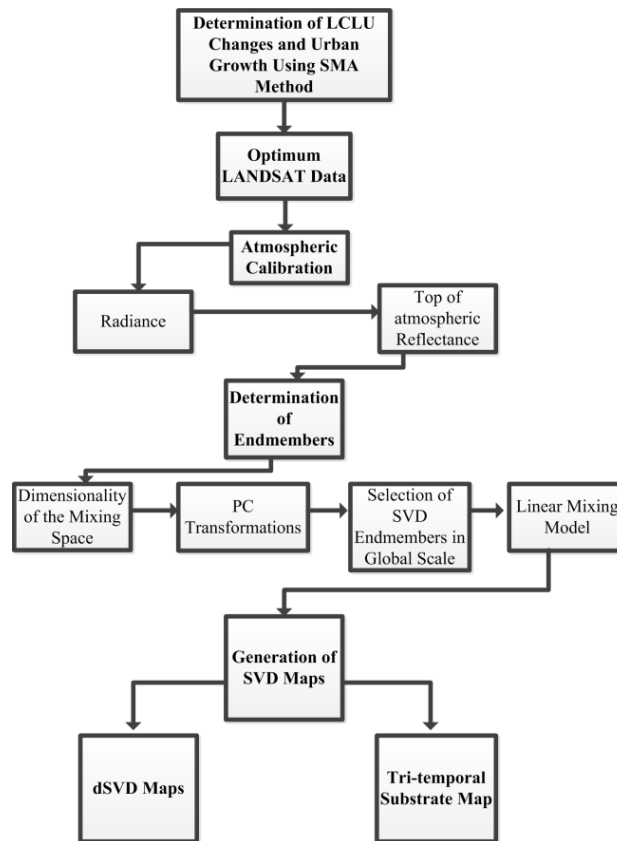 Determination of LCLU
Changes and Urban
Growth Using SMA
Method
Optimum
LANDSAT Data
Atmospheric
Calibration
Radiance
Top of
atmospheric
Reflectance
Determination
of
Endmembers
Dimensionality
of the Mixing
Space
PC
Transformations
Selection of
SVD
Endmembers in
Global Scale
Linear Mixing
Model
Generation of
SVD Maps
dSVD Maps
Tri-temporal
Substrate Map